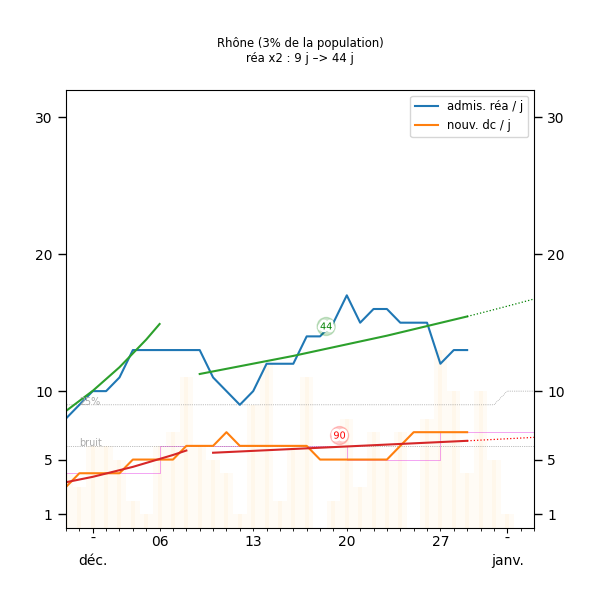 Rhône (3% de la population)
réa x2 : 9 j –> 44 j
admis. réa / j
nouv. dc / j
30 30
20 20
44
10 10
90
bruit
5 5
1 1
- 06 13 20 27 -
déc. janv.